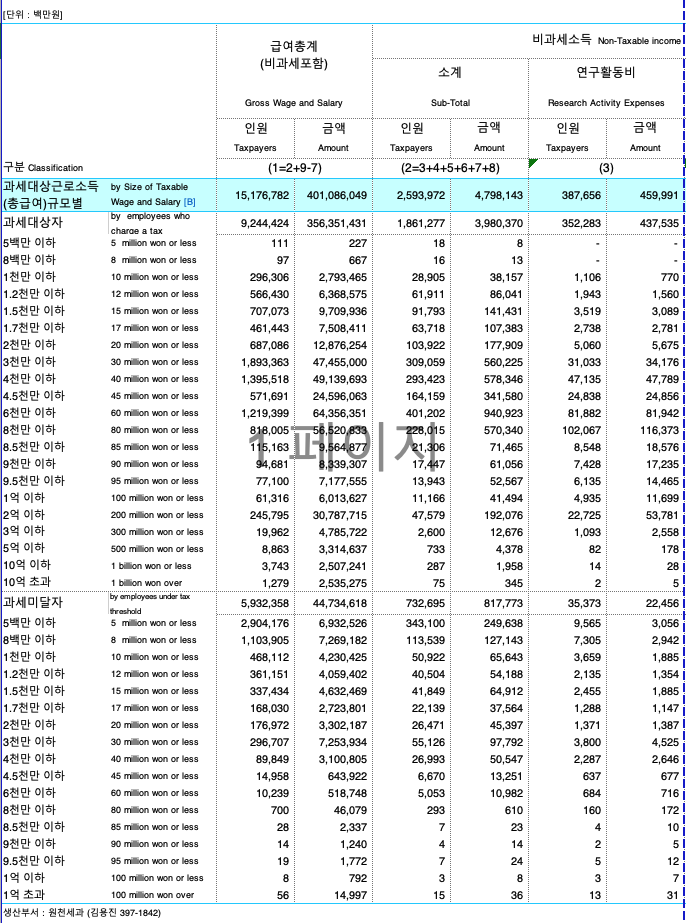 [단위 : 백만원]
비과세소득 Non-Taxable income
급여총계
(비과세포함)
소계 연구활동비
Gross Wage and Salary Sub-Total Research Activity Expenses
인원 금액 인원 금액 인원 금액
Taxpayers Amount Taxpayers Amount Taxpayers Amount
구분 Classification (1=2+9-7) (2=3+4+5+6+7+8) (3)
과세대상근로소득 by Size of Taxable
(총급여)규모별 Wage and Salary [B] 15,176,782 401,086,049 2,593,972 4,798,143 387,656 459,991
과세대상자 by employees who charge a tax 9,244,424 356,351,431 1,861,277 3,980,370 352,283 437,535
5백만 이하 5 million won or less 111 227 18 8 - -
8백만 이하 8 million won or less 97 667 16 13 - -
1천만 이하 10 million won or less 296,306 2,793,465 28,905 38,157 1,106 770
1.2천만 이하 12 million won or less 566,430 6,368,575 61,911 86,041 1,943 1,560
1.5천만 이하 15 million won or less 707,073 9,709,936 91,793 141,431 3,519 3,089
1.7천만 이하 17 million won or less 461,443 7,508,411 63,718 107,383 2,738 2,781
2천만 이하 20 million won or less 687,086 12,876,254 103,922 177,909 5,060 5,675
3천만 이하 30 million won or less 1,893,363 47,455,000 309,059 560,225 31,033 34,176
4천만 이하 40 million won or less 1,395,518 49,139,693 293,423 578,346 47,135 47,789
4.5천만 이하 45 million won or less 571,691 24,596,063 164,159 341,580 24,838 24,856
6천만 이하 60 million won or less 1,219,399 64,356,351 401,202 940,923 81,882 81,942
8천만 이하 80 million won or less 818,005 56,520,833 228,015 570,340 102,067 116,373
1 페이지
8.5천만 이하 85 million won or less 115,163 9,564,877 21,306 71,465 8,548 18,576
9천만 이하 90 million won or less 94,681 8,339,307 17,447 61,056 7,428 17,235
9.5천만 이하 95 million won or less 77,100 7,177,555 13,943 52,567 6,135 14,465
1억 이하 100 million won or less 61,316 6,013,627 11,166 41,494 4,935 11,699
2억 이하 200 million won or less 245,795 30,787,715 47,579 192,076 22,725 53,781
3억 이하 300 million won or less 19,962 4,785,722 2,600 12,676 1,093 2,558
5억 이하 500 million won or less 8,863 3,314,637 733 4,378 82 178
10억 이하 1 billion won or less 3,743 2,507,241 287 1,958 14 28
10억 초과 1 billion won over 1,279 2,535,275 75 345 2 5
과세미달자 by employees under tax threshold 5,932,358 44,734,618 732,695 817,773 35,373 22,456
5백만 이하 5 million won or less 2,904,176 6,932,526 343,100 249,638 9,565 3,056
8백만 이하 8 million won or less 1,103,905 7,269,182 113,539 127,143 7,305 2,942
1천만 이하 10 million won or less 468,112 4,230,425 50,922 65,643 3,659 1,885
1.2천만 이하 12 million won or less 361,151 4,059,402 40,504 54,188 2,135 1,354
1.5천만 이하 15 million won or less 337,434 4,632,469 41,849 64,912 2,455 1,885
1.7천만 이하 17 million won or less 168,030 2,723,801 22,139 37,564 1,288 1,147
2천만 이하 20 million won or less 176,972 3,302,187 26,471 45,397 1,371 1,387
3천만 이하 30 million won or less 296,707 7,253,934 55,126 97,792 3,800 4,525
4천만 이하 40 million won or less 89,849 3,100,805 26,993 50,547 2,287 2,646
4.5천만 이하 45 million won or less 14,958 643,922 6,670 13,251 637 677
6천만 이하 60 million won or less 10,239 518,748 5,053 10,982 684 716
8천만 이하 80 million won or less 700 46,079 293 610 160 172
8.5천만 이하 85 million won or less 28 2,337 7 23 4 10
9천만 이하 90 million won or less 14 1,240 4 14 2 5
9.5천만 이하 95 million won or less 19 1,772 7 24 5 12
1억 이하 100 million won or less 8 792 3 8 3 7
1억 초과 100 million won over 56 14,997 15 36 13 31
생산부서 : 원천세과 (김용진 397-1842)